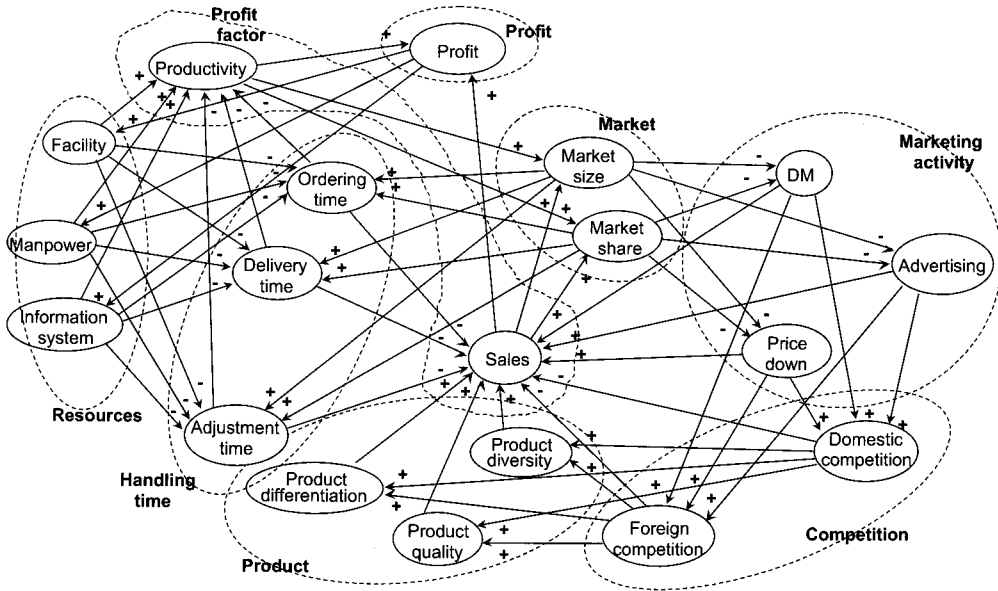 Profit
factor
Profit
Productivity
Profit
Market
Marketing
activity
Facility
Ordering
time
Market
size
DM
Manpower
Market
share
Delivery
time
Advertising
Information
system
Sales
Price
down
Resources
Adjustment
time
Handling
time
Product
diversity
Domestic
competition
Product
differentiation
Product
quality
Foreign
competition
Competition
Product